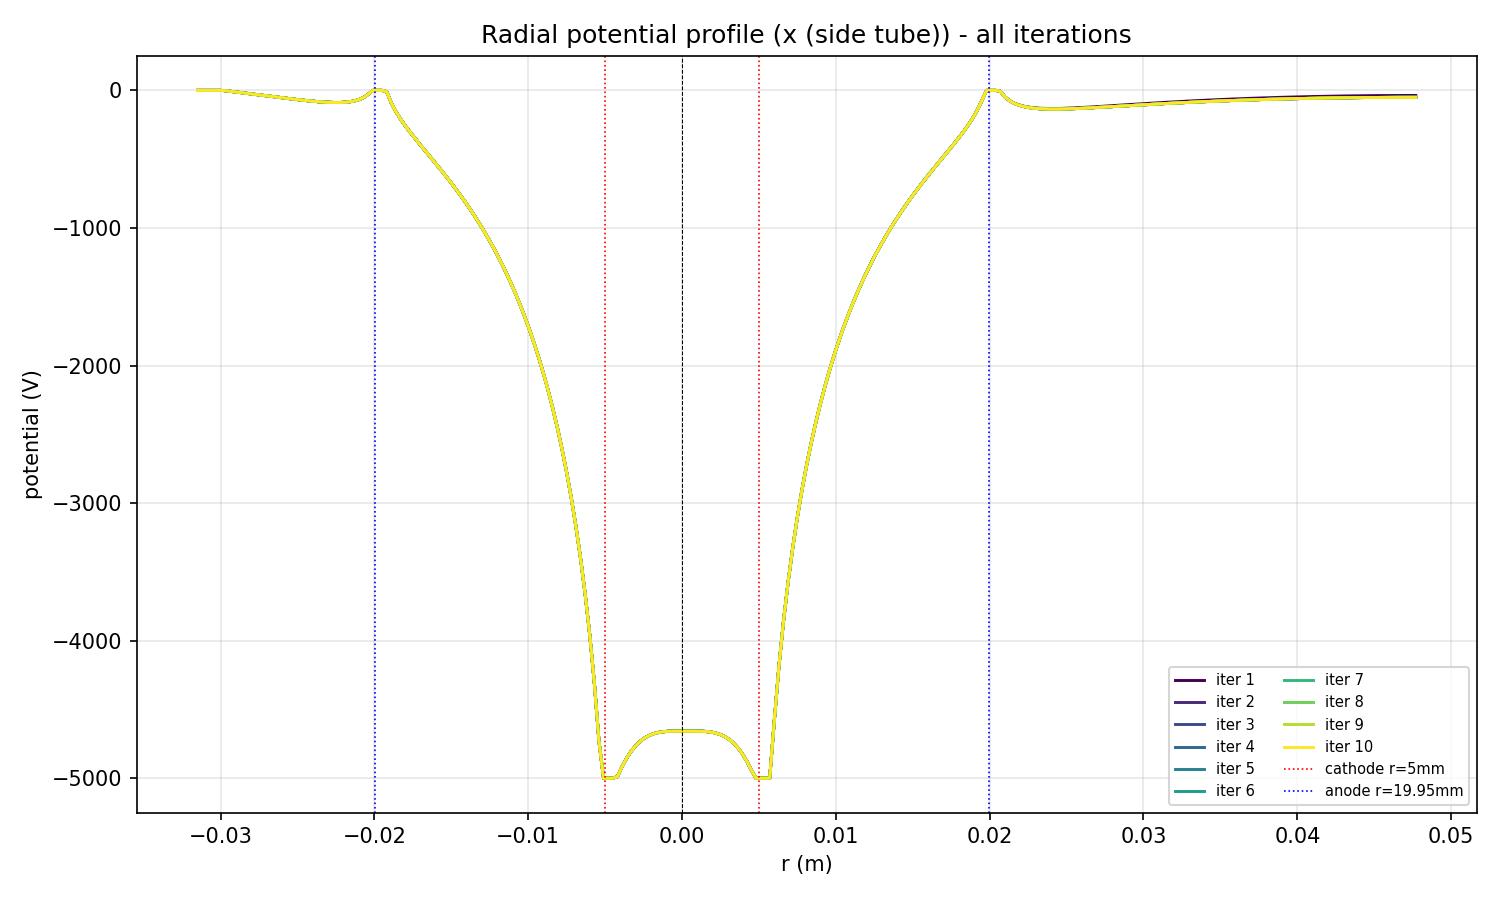 Radial potential profile (x (side tube)) - all iterations
potential (V)
0
−1000
−2000
−3000
−4000
−5000
iter 1
iter 2
iter 3
iter 4
iter 5
iter 6
iter 7
iter 8
iter 9
iter 10
cathode r=5mm
anode r=19.95mm
−0.03 −0.02 −0.01 0.00 0.01 0.02 0.03 0.04 0.05
r (m)